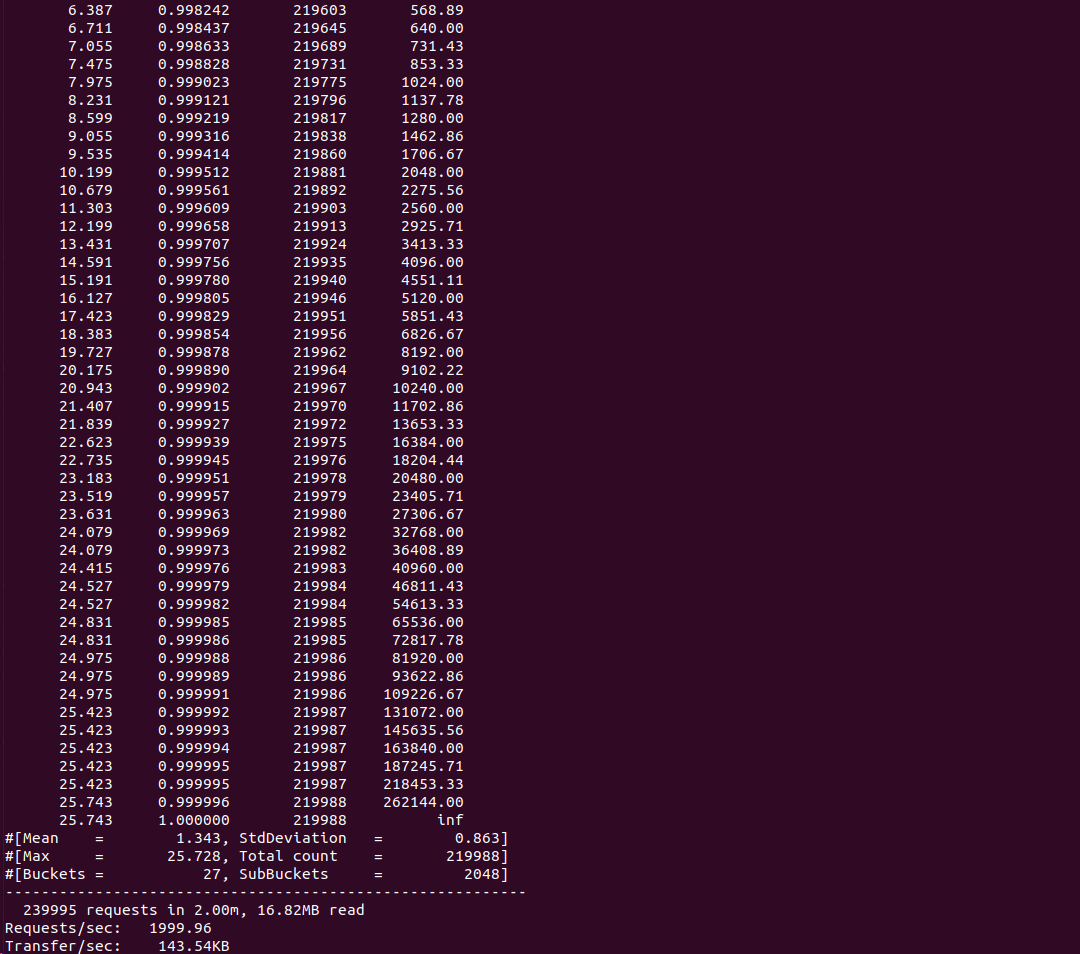 6.387     0.998242       219603       568.89
6.711     0.998437       219645       640.00
7.055     0.998633       219689       731.43
7.475     0.998828       219731       853.33
7.975     0.999023       219775      1024.00
8.231     0.999121       219796      1137.78
8.599     0.999219       219817      1280.00
9.055     0.999316       219838      1462.86
9.535     0.999414       219860      1706.67
10.199     0.999512       219881      2048.00
10.679     0.999561       219892      2275.56
11.303     0.999609       219903      2560.00
12.199     0.999658       219913      2925.71
13.431     0.999707       219924      3413.33
14.591     0.999756       219935      4096.00
15.191     0.999780       219940      4551.11
16.127     0.999805       219946      5120.00
17.423     0.999829       219951      5851.43
18.383     0.999854       219956      6826.67
19.727     0.999878       219962      8192.00
20.175     0.999890       219964      9102.22
20.943     0.999902       219967     10240.00
21.407     0.999915       219970     11702.86
21.839     0.999927       219972     13653.33
22.623     0.999939       219975     16384.00
22.735     0.999945       219976     18204.44
23.183     0.999951       219978     20480.00
23.519     0.999957       219979     23405.71
23.631     0.999963       219980     27306.67
24.079     0.999969       219982     32768.00
24.079     0.999973       219982     36408.89
24.415     0.999976       219983     40960.00
24.527     0.999979       219984     46811.43
24.527     0.999982       219984     54613.33
24.831     0.999985       219985     65536.00
24.831     0.999986       219985     72817.78
24.975     0.999988       219986     81920.00
24.975     0.999989       219986     93622.86
24.975     0.999991       219986    109226.67
25.423     0.999992       219987    131072.00
25.423     0.999993       219987    145635.56
25.423     0.999994       219987    163840.00
25.423     0.999995       219987    187245.71
25.423     0.999995       219987    218453.33
25.743     0.999996       219988    262144.00
25.743     1.000000       219988          inf
#[Mean    =        1.343, StdDeviation   =        0.863]
#[Max     =       25.728, Total count    =       219988]
#[Buckets =           27, SubBuckets     =         2048]
----------------------------------------------------------
239995 requests in 2.00m, 16.82MB read
Requests/sec:   1999.96
Transfer/sec:    143.54KB